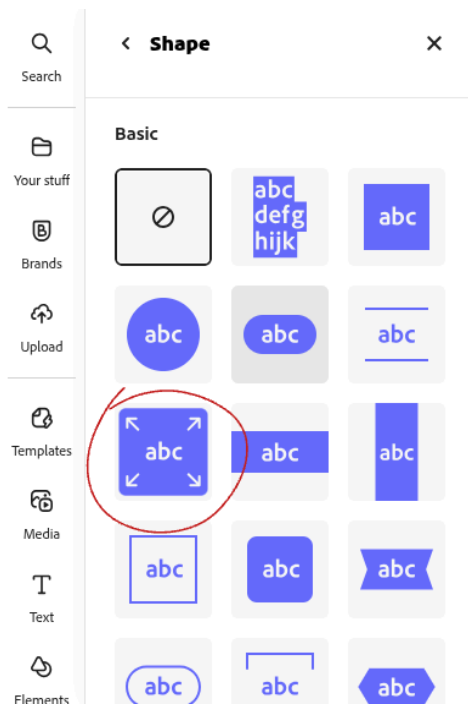 Search
Your stuff
B
Brands
Upload
Templates
Media
T
Text
Elements
Shape
Basic
abc
defg
hijk
abc
abc
abc
abc
abc
abc
abc
abc
abc
abc
abc
abc
abc